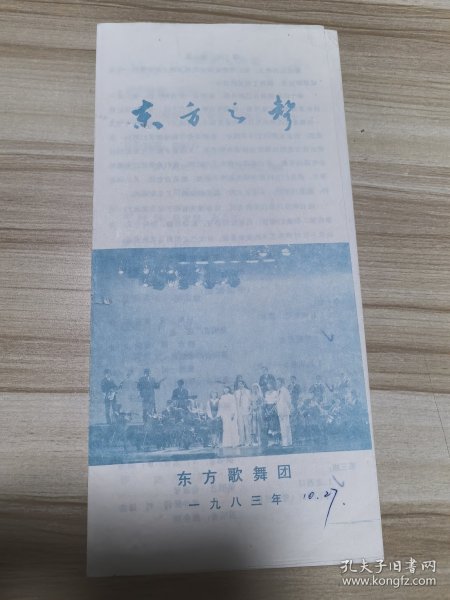 东方之声
东方歌舞团
一九八三年 10.27
孔夫子旧书网
www.kongfz.com